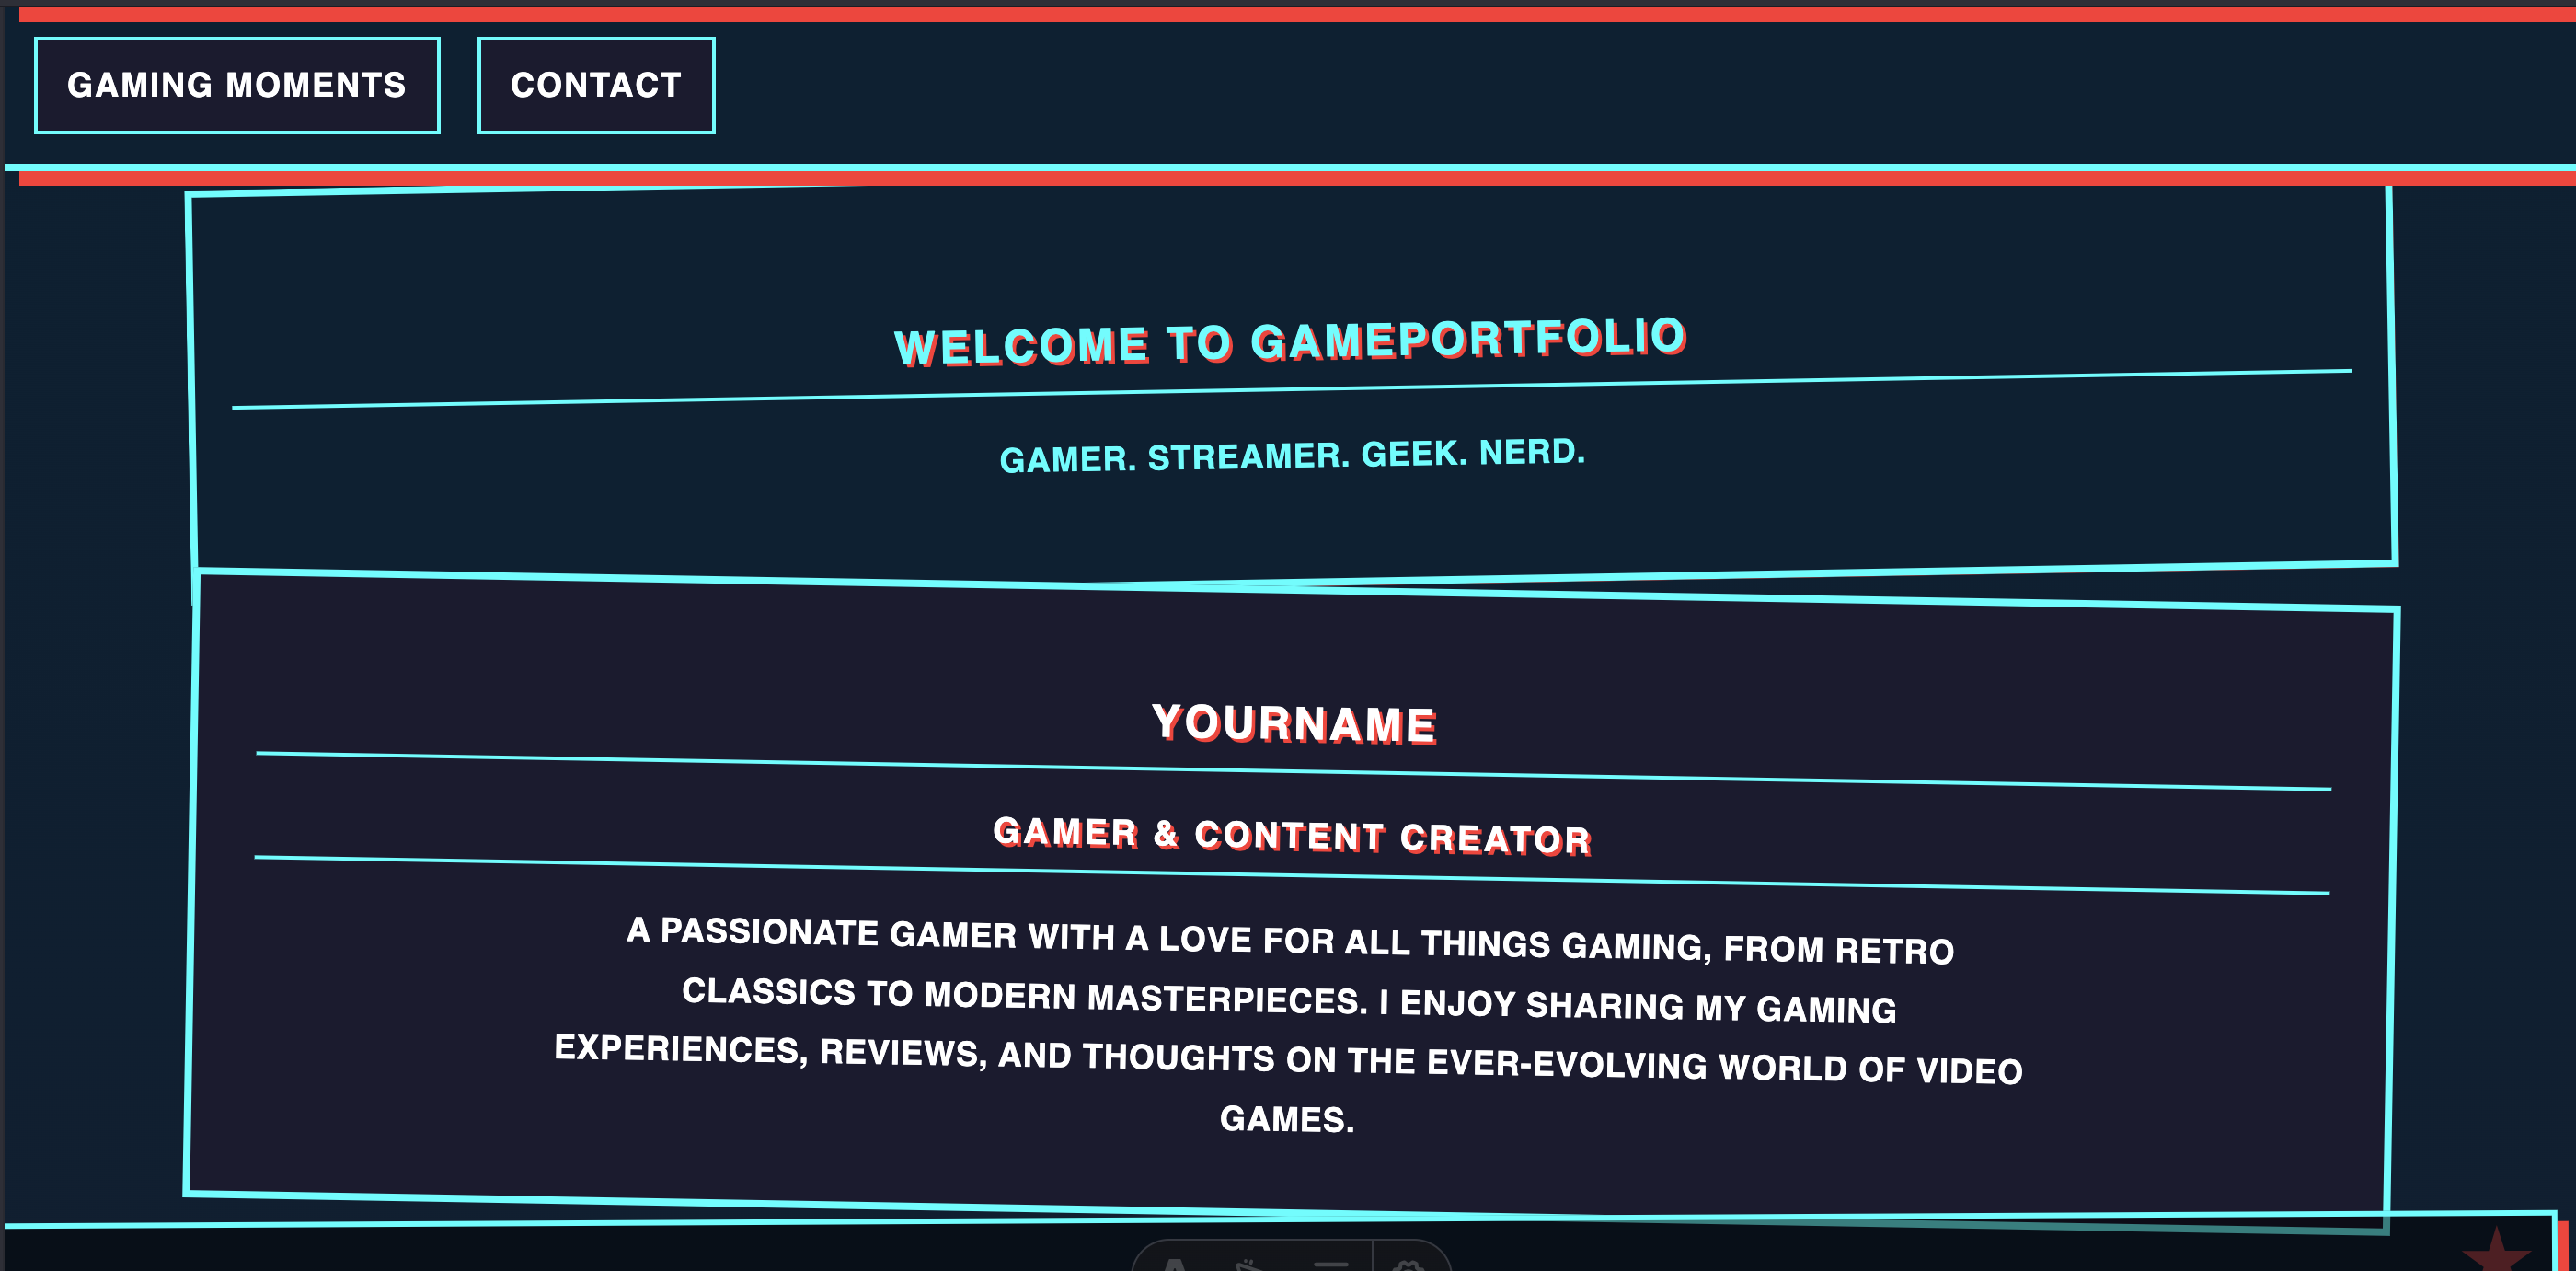 GAMING MOMENTS
CONTACT
WELCOME TO GAMEPORTFOLIO
GAMER. STREAMER. GEEK. NERD.
YOURNAME
GAMER & CONTENT CREATOR
A PASSIONATE GAMER WITH A LOVE FOR ALL THINGS GAMING, FROM RETRO
CLASSICS TO MODERN MASTERPIECES. I ENJOY SHARING MY GAMING
EXPERIENCES, REVIEWS, AND THOUGHTS ON THE EVER-EVOLVING WORLD OF VIDEO
GAMES.